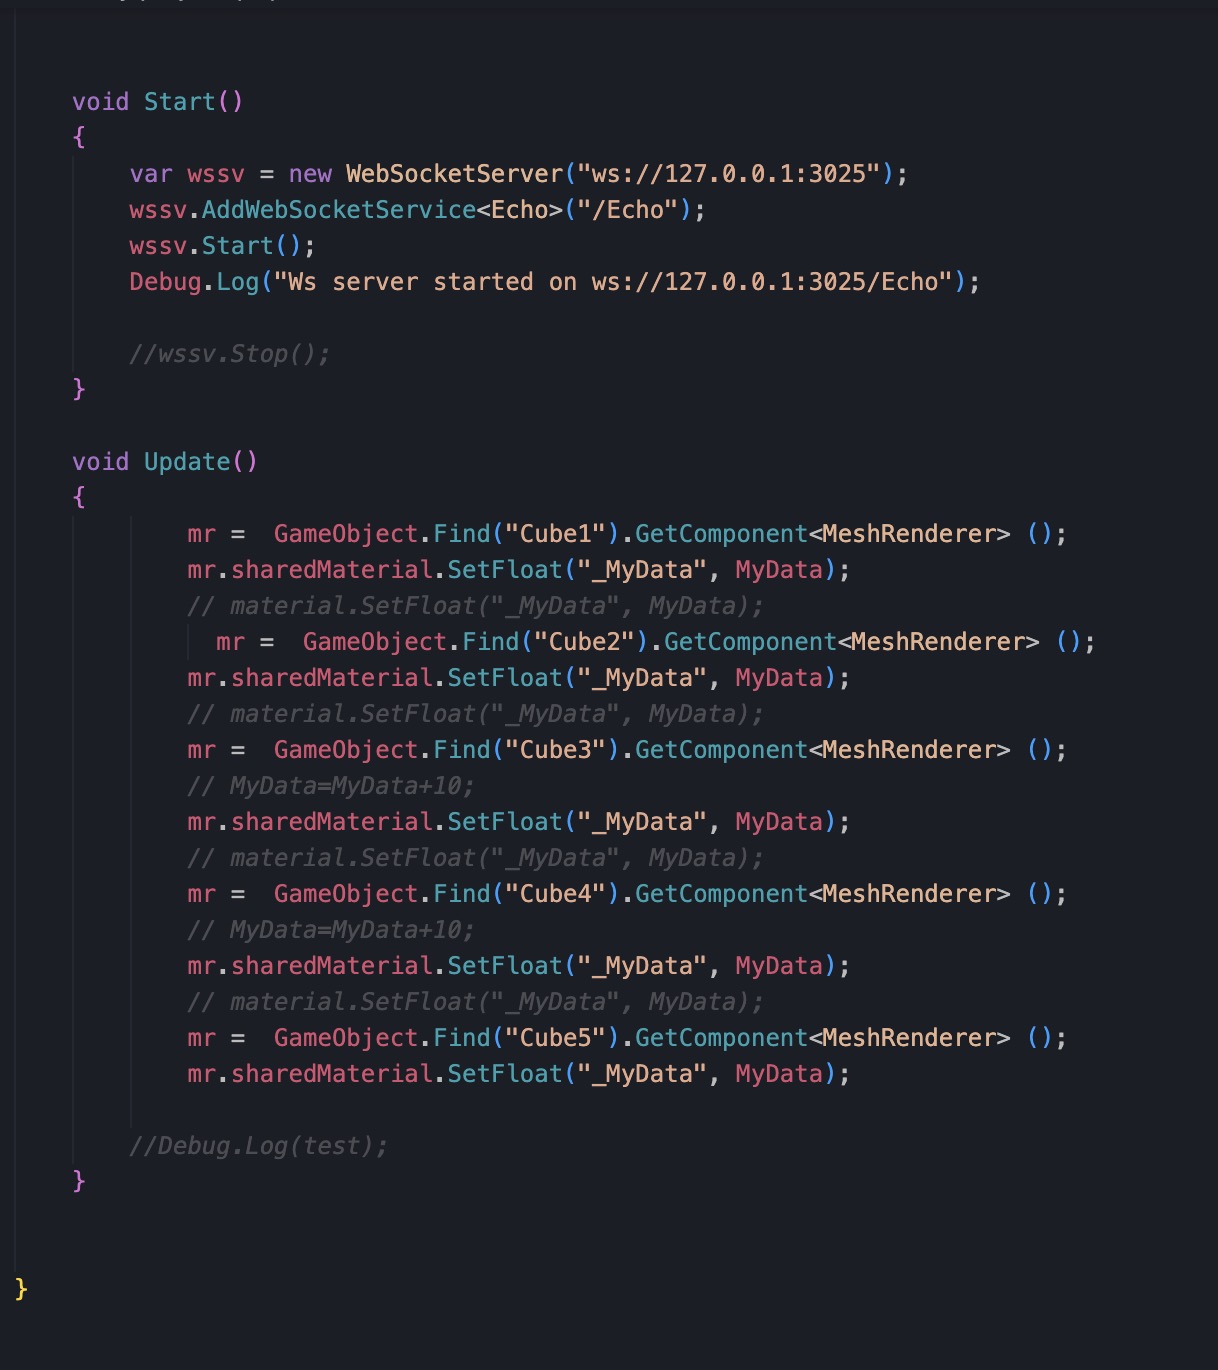 void Start()
{
var wssv = new WebSocketServer("ws://127.0.0.1:3025");
wssv.AddWebSocketService<Echo>("/Echo");
wssv.Start();
Debug.Log("Ws server started on ws://127.0.0.1:3025/Echo");
//wssv.Stop();
}
void Update()
{
mr =  GameObject.Find("Cube1").GetComponent<MeshRenderer> ();
mr.sharedMaterial.SetFloat("_MyData", MyData);
// material.SetFloat("_MyData", MyData);
mr =  GameObject.Find("Cube2").GetComponent<MeshRenderer> ();
mr.sharedMaterial.SetFloat("_MyData", MyData);
// material.SetFloat("_MyData", MyData);
mr =  GameObject.Find("Cube3").GetComponent<MeshRenderer> ();
// MyData=MyData+10;
mr.sharedMaterial.SetFloat("_MyData", MyData);
// material.SetFloat("_MyData", MyData);
mr =  GameObject.Find("Cube4").GetComponent<MeshRenderer> ();
// MyData=MyData+10;
mr.sharedMaterial.SetFloat("_MyData", MyData);
// material.SetFloat("_MyData", MyData);
mr =  GameObject.Find("Cube5").GetComponent<MeshRenderer> ();
mr.sharedMaterial.SetFloat("_MyData", MyData);
//Debug.Log(test);
}
}